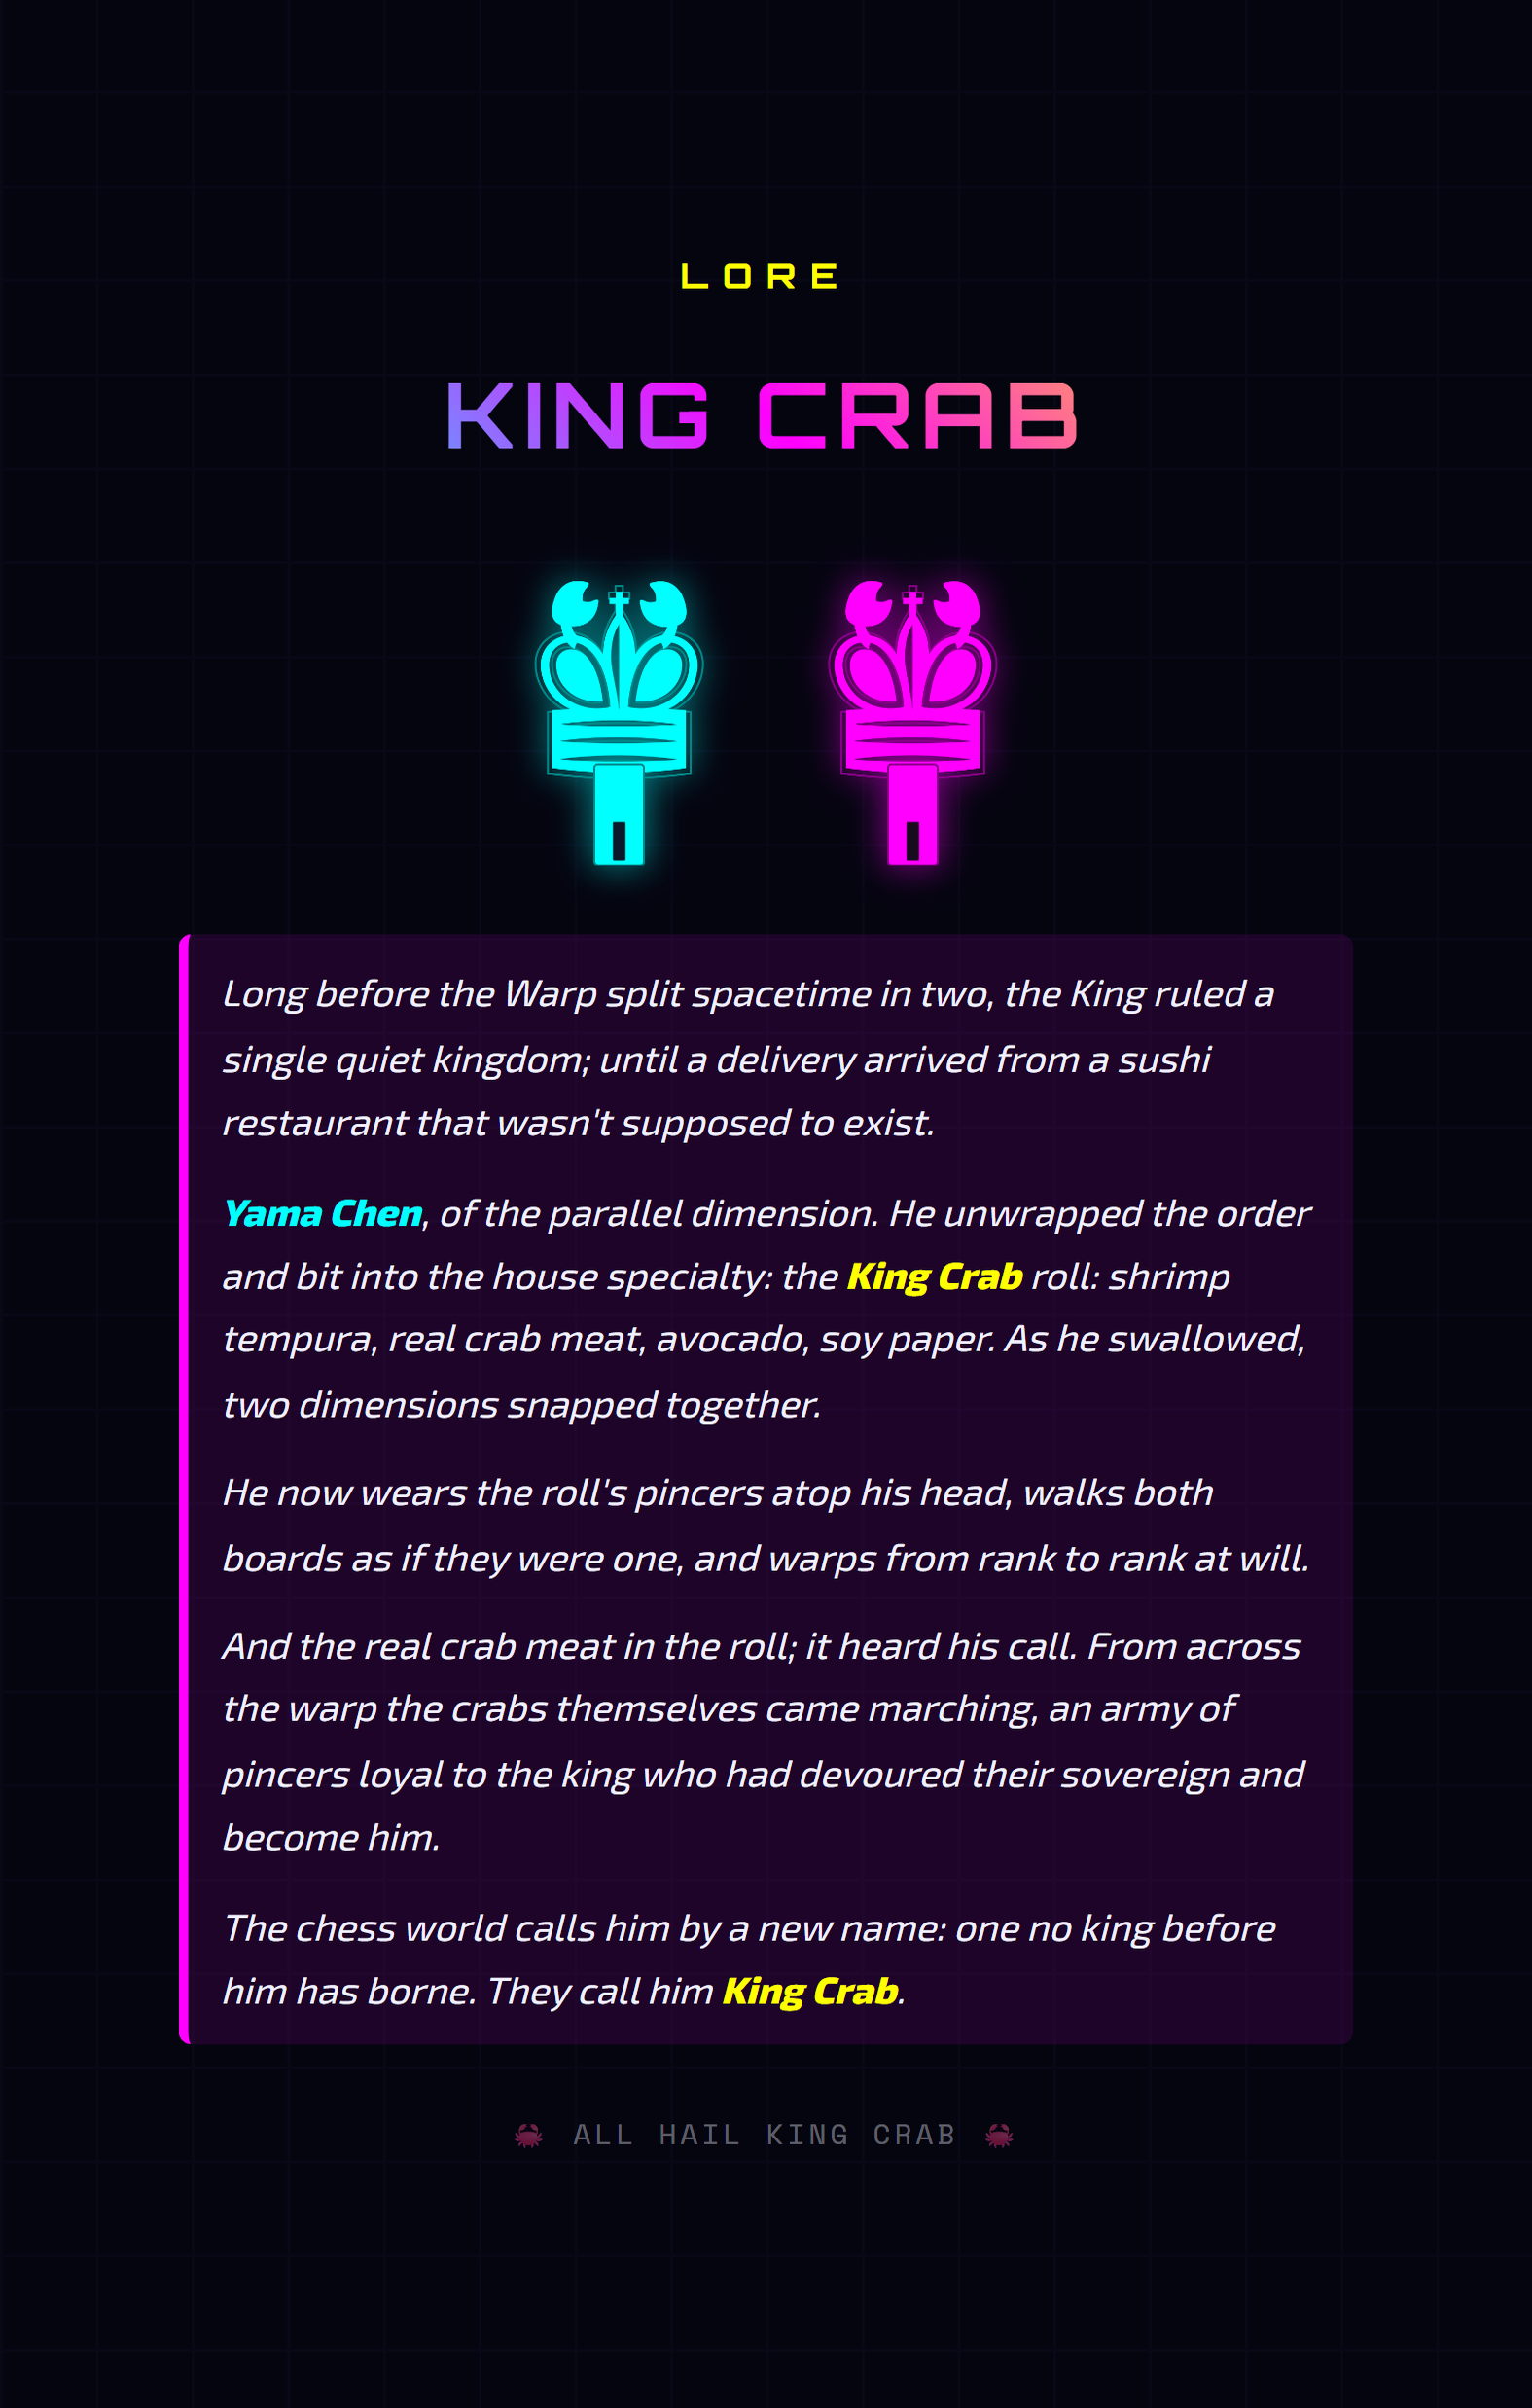 LORE
KING CRAB
Long before the Warp split spacetime in two, the King ruled a
single quiet kingdom; until a delivery arrived from a sushi
restaurant that wasn't supposed to exist.
Yama Chen, of the parallel dimension. He unwrapped the order
and bit into the house specialty: the King Crab roll: shrimp
tempura, real crab meat, avocado, soy paper. As he swallowed,
two dimensions snapped together.
He now wears the roll's pincers atop his head, walks both
boards as if they were one, and warps from rank to rank at will.
And the real crab meat in the roll; it heard his call. From across
the warp the crabs themselves came marching, an army of
pincers loyal to the king who had devoured their sovereign and
become him.
The chess world calls him by a new name: one no king before
him has borne. They call him King Crab.
🦀 ALL HAIL KING CRAB 🦀